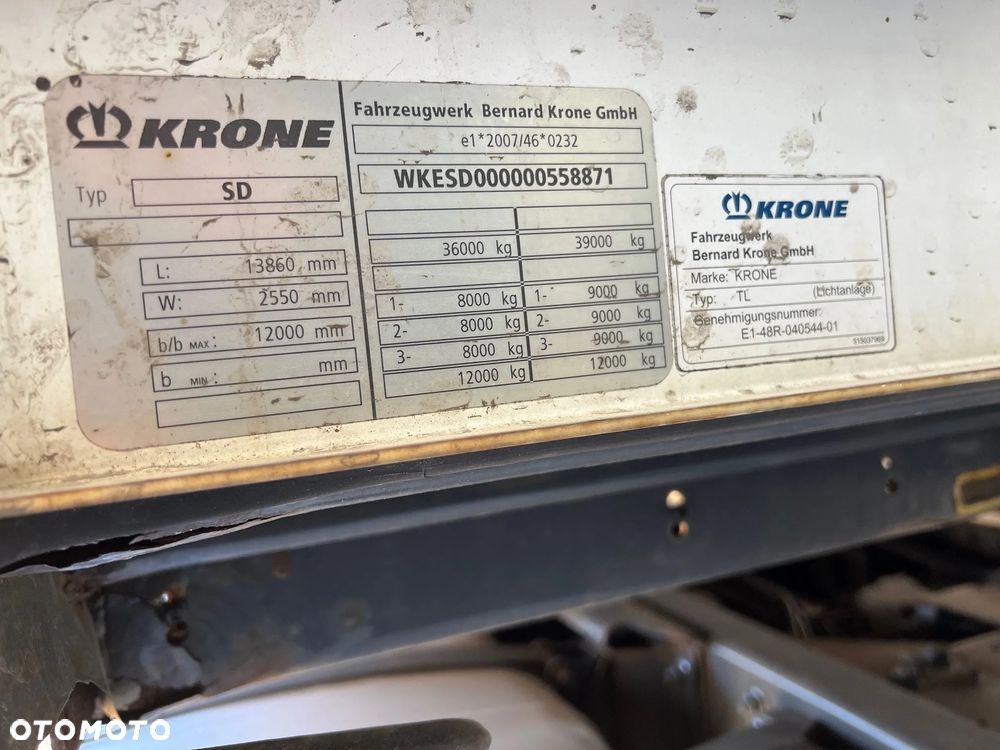 KRONE
Typ SD
L: 13860 mm
W: 2550 mm
b/b MAX: 12000 mm
b MIN: mm
Fahrzeugwerk Bernard Krone GmbH
e1*2007/46*0232
WKESD000000558871
36000 kg 39000 kg
1- 8000 kg 1- 9000 kg
2- 8000 kg 2- 9000 kg
3- 8000 kg 3- 9900 kg
12000 kg 12000 kg
KRONE
Fahrzeugwerk
Bernard Krone GmbH
Marke: KRONE
Typ: TL (Lichtanlage)
Genehmigungsnummer:
E1-48R-040544-01
515037969
OTOMOTO